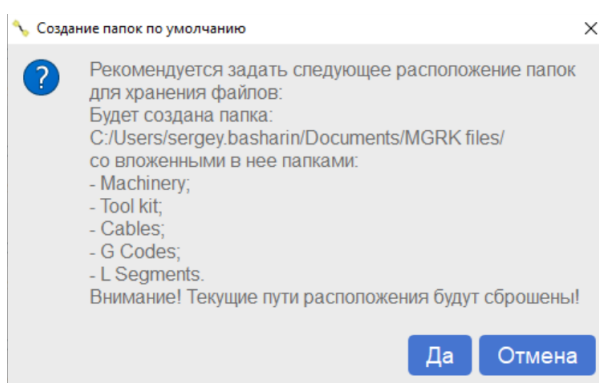 Создание папок по умолчанию
Рекомендуется задать следующее расположение папок
для хранения файлов:
Будет создана папка:
C:/Users/sergey.basharin/Documents/MGRK files/
со вложенными в нее папками:
- Machinery;
- Tool kit;
- Cables;
- G Codes;
- L Segments.
Внимание! Текущие пути расположения будут сброшены!
Да Отмена